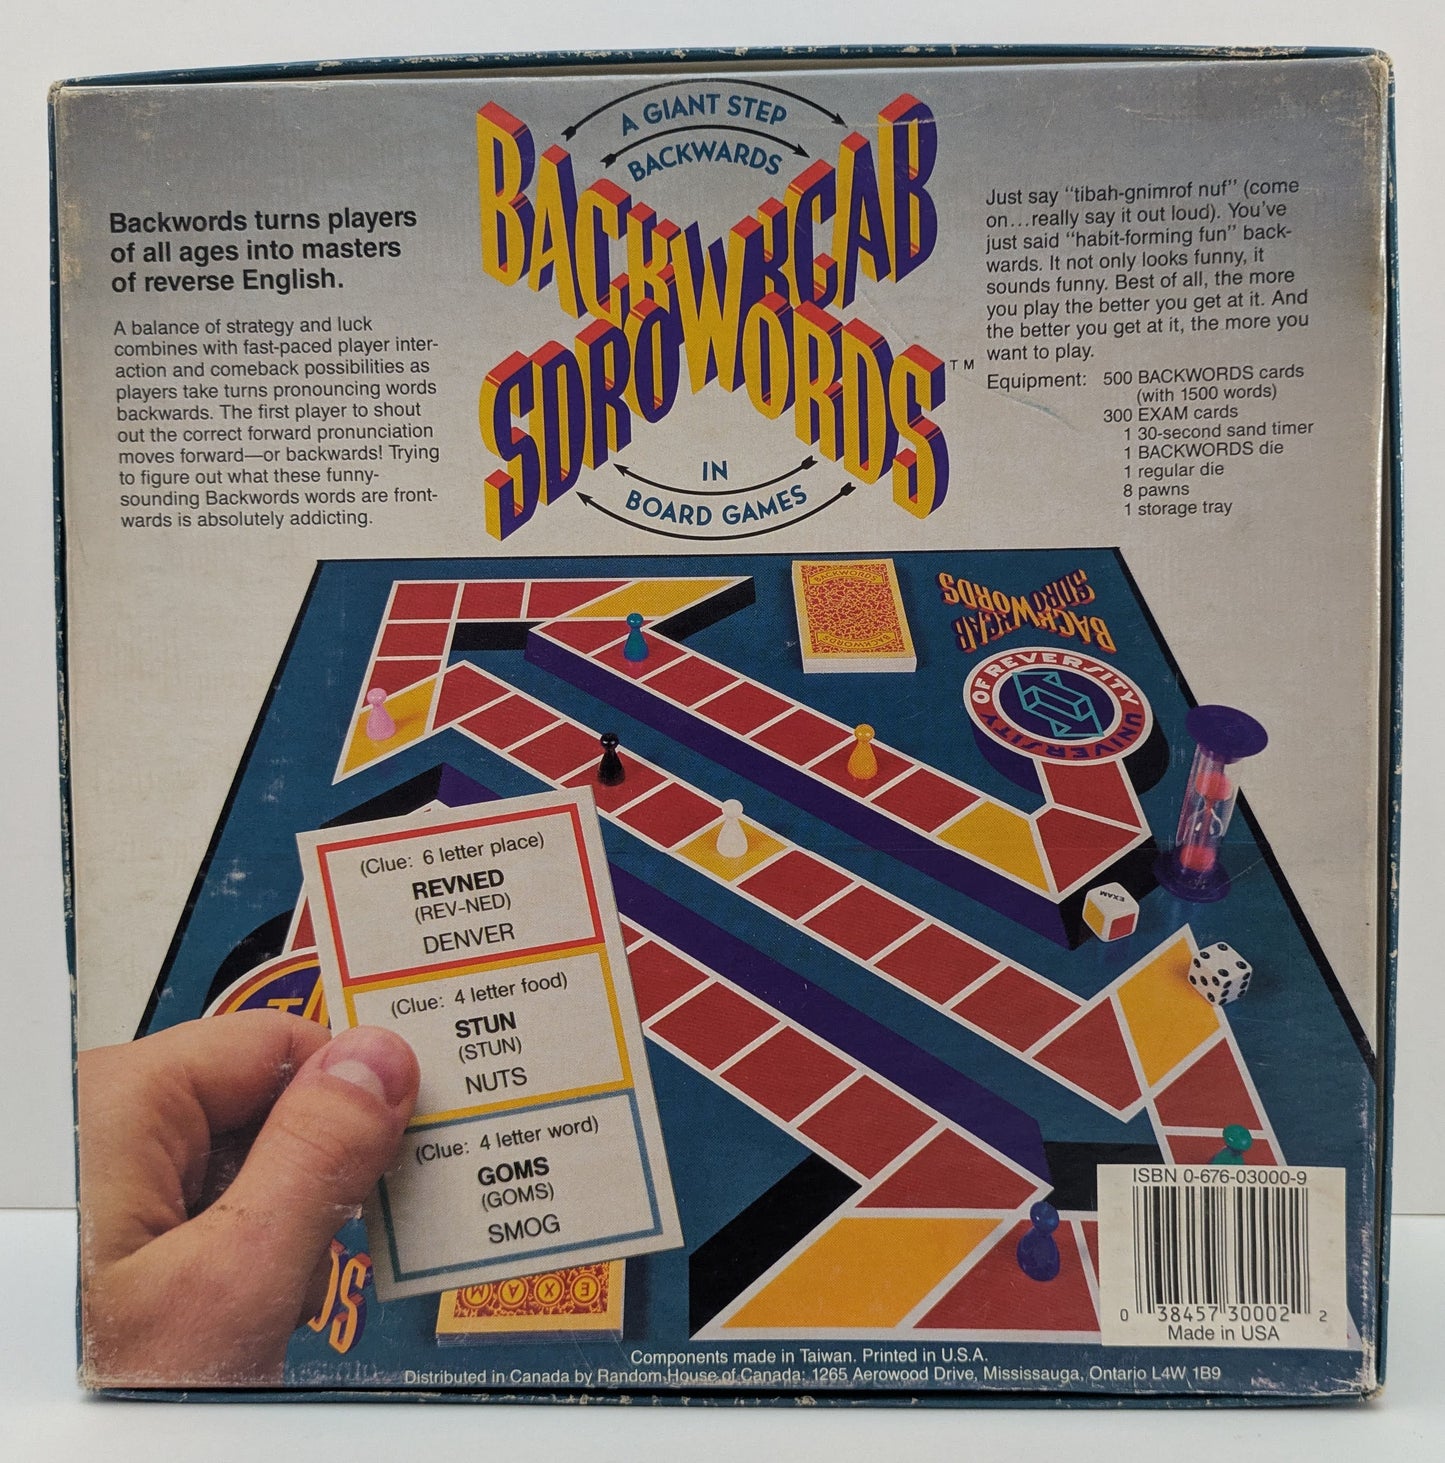 A GIANT STEP
BACKWARDS
BACKWKCAB
SDROWORDS
TM
IN
BOARD GAMES
Backwords turns players
of all ages into masters
of reverse English.
A balance of strategy and luck
combines with fast-paced player inter-
action and comeback possibilities as
players take turns pronouncing words
backwards. The first player to shout
out the correct forward pronunciation
moves forward—or backwards! Trying
to figure out what these funny-
sounding Backwords words are front-
wards is absolutely addicting.
Just say "tibah-gnimrof nuf" (come
on...really say it out loud). You've
just said "habit-forming fun" back-
wards. It not only looks funny, it
sounds funny. Best of all, the more
you play the better you get at it. And
the better you get at it, the more you
want to play.
Equipment: 500 BACKWORDS cards
(with 1500 words)
300 EXAM cards
1 30-second sand timer
1 BACKWORDS die
1 regular die
8 pawns
1 storage tray
BACKWORDS
BACKWORDS
BACKWKCAB
SDROWORDS
UNIVERSITY OF REVERSITY
EXAM
(Clue: 6 letter place)
REVNED
(REV-NED)
DENVER
(Clue: 4 letter food)
STUN
(STUN)
NUTS
(Clue: 4 letter word)
GOMS
(GOMS)
SMOG
EXAM
ISBN 0-676-03000-9
0 38457 30002 2
Made in USA
Components made in Taiwan. Printed in U.S.A.
Distributed in Canada by Random House of Canada: 1265 Aerowood Drive, Mississauga, Ontario L4W 1B9